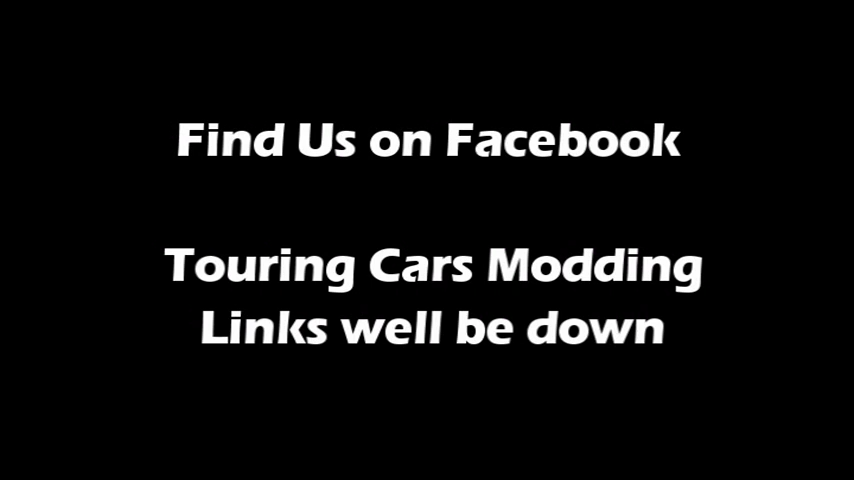 Find Us on Facebook
Touring Cars Modding
Links well be down